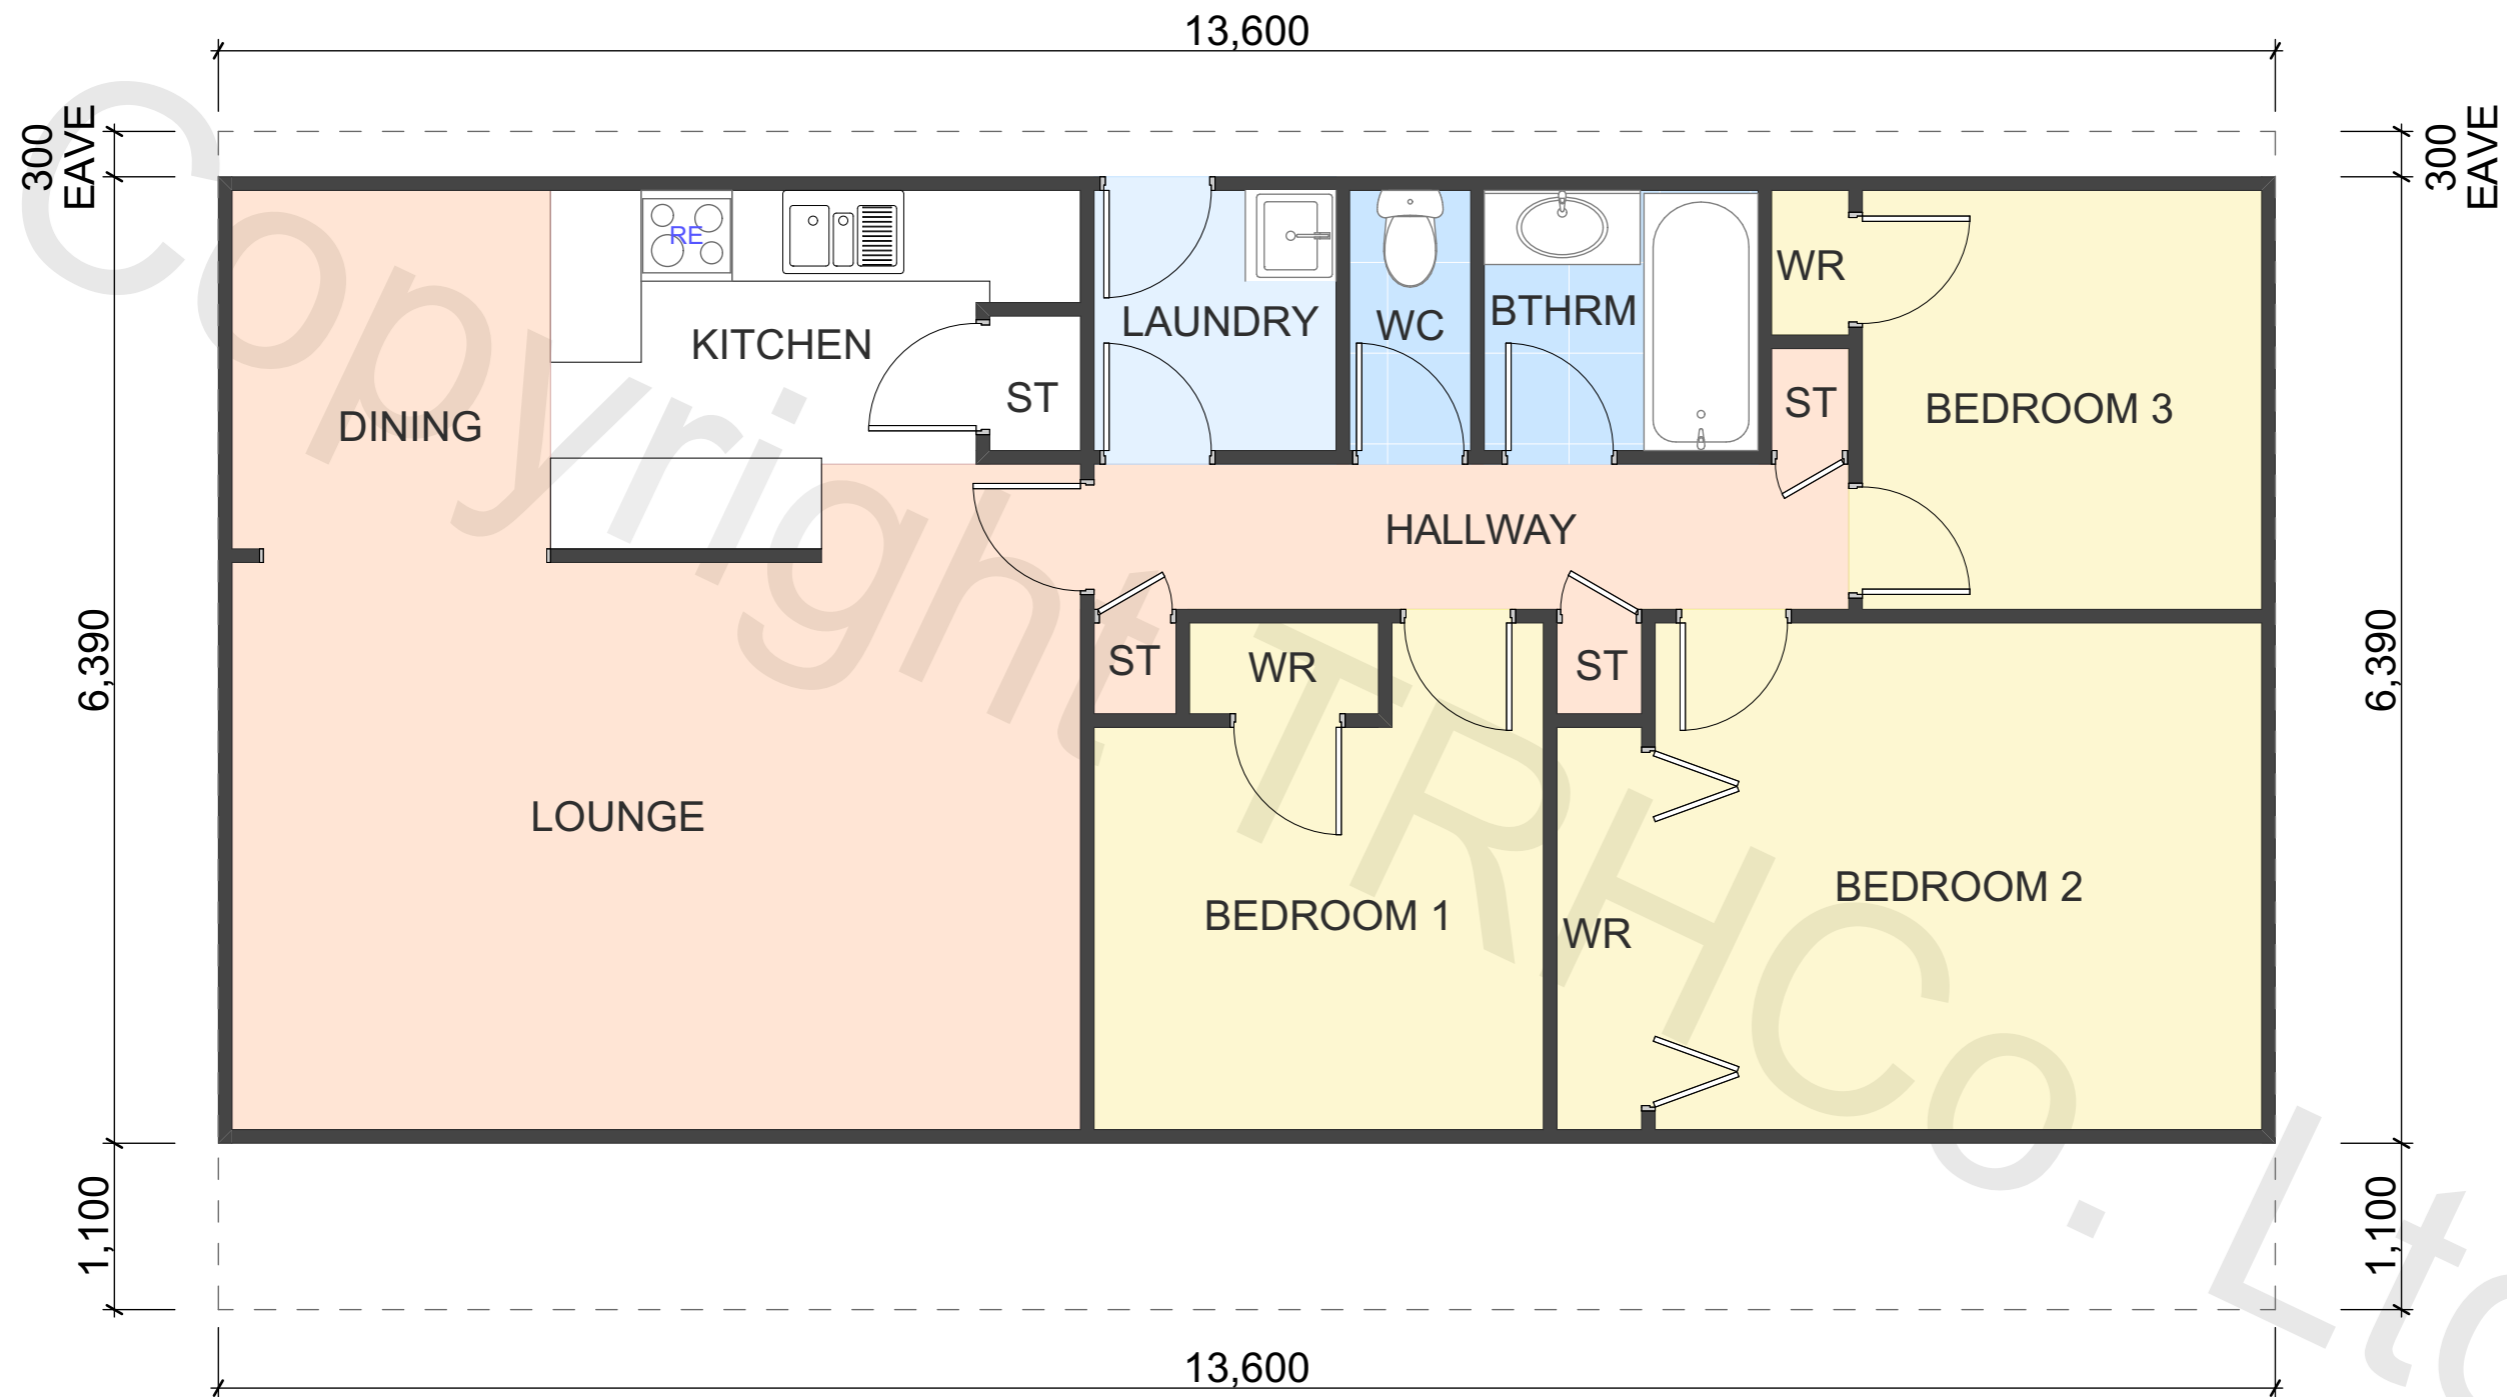 13,600
300
EAVE
300
EAVE
RE
WR
LAUNDRY
WC
BTHRM
KITCHEN
ST
ST
DINING
BEDROOM 3
HALLWAY
6,390
6,390
ST
WR
ST
LOUNGE
BEDROOM 1
WR
BEDROOM 2
1,100
1,100
13,600
Copyright TRHCo. Ltd